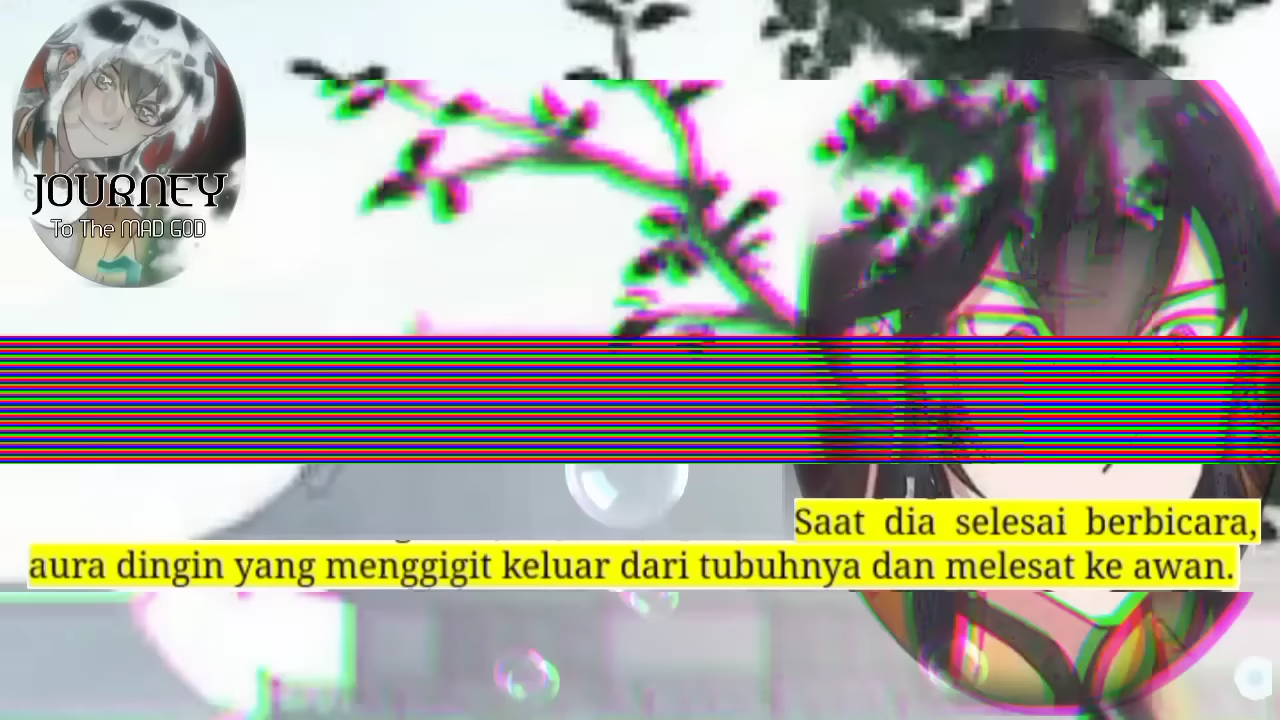 JOURNEY
To The MAD GOD
Saat dia selesai berbicara,
aura dingin yang menggigit keluar dari tubuhnya dan melesat ke awan.